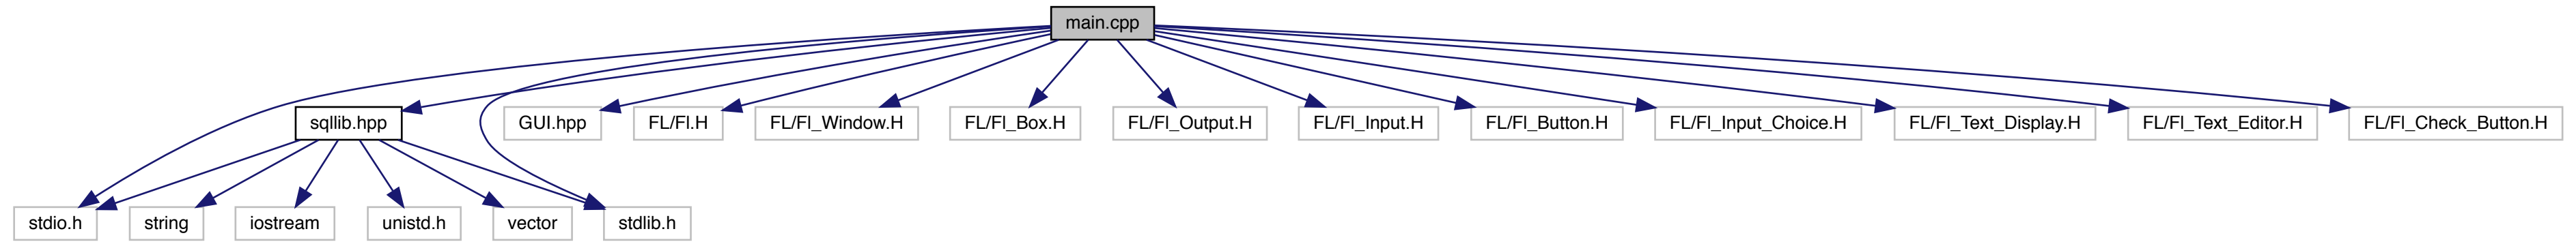 main.cpp
sqllib.hpp
GUI.hpp
FL/Fl.H
FL/Fl_Window.H
FL/Fl_Box.H
FL/Fl_Output.H
FL/Fl_Input.H
FL/Fl_Button.H
FL/Fl_Input_Choice.H
FL/Fl_Text_Display.H
FL/Fl_Text_Editor.H
FL/Fl_Check_Button.H
stdio.h
string
iostream
unistd.h
vector
stdlib.h